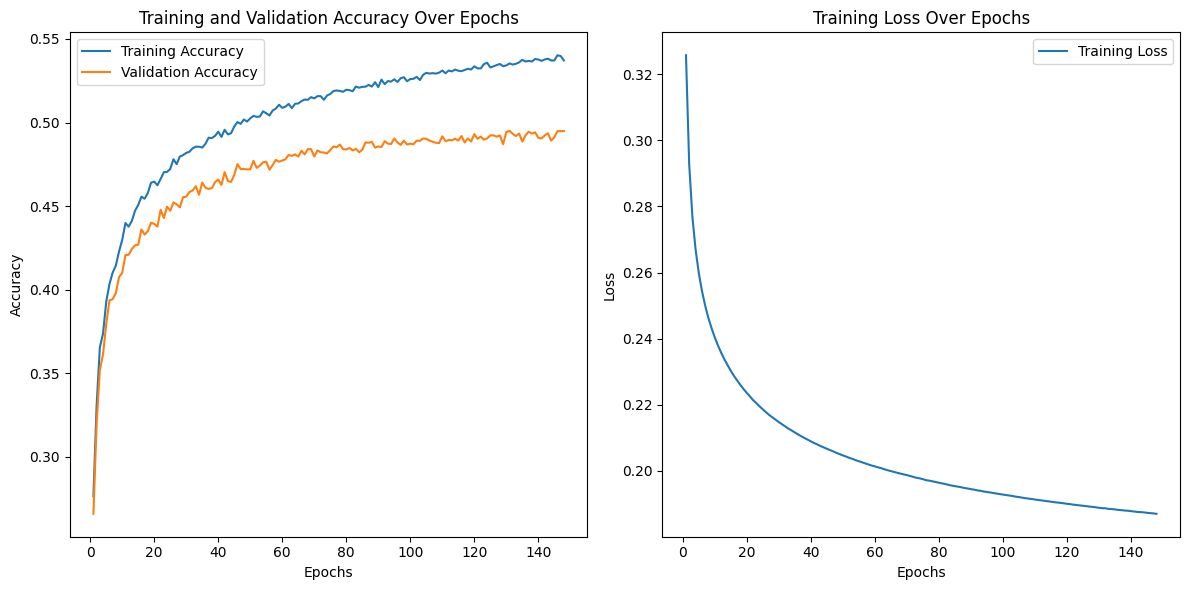 Training and Validation Accuracy Over Epochs
Training Accuracy
Validation Accuracy
0.55
0.50
0.45
0.40
0.35
0.30
Accuracy
0 20 40 60 80 100 120 140
Epochs
Training Loss Over Epochs
Training Loss
0.32
0.30
0.28
0.26
0.24
0.22
0.20
Loss
0 20 40 60 80 100 120 140
Epochs